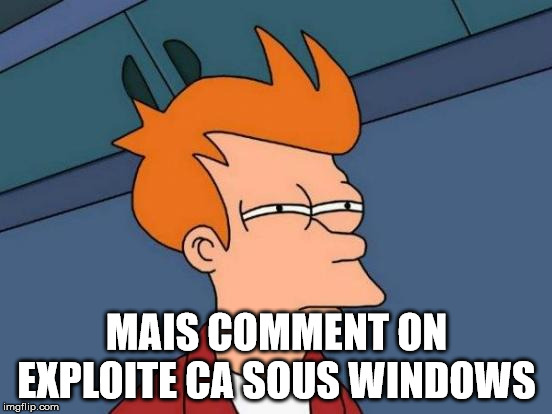 MAIS COMMENT ON
EXPLOITE CA SOUS WINDOWS
imgflip.com